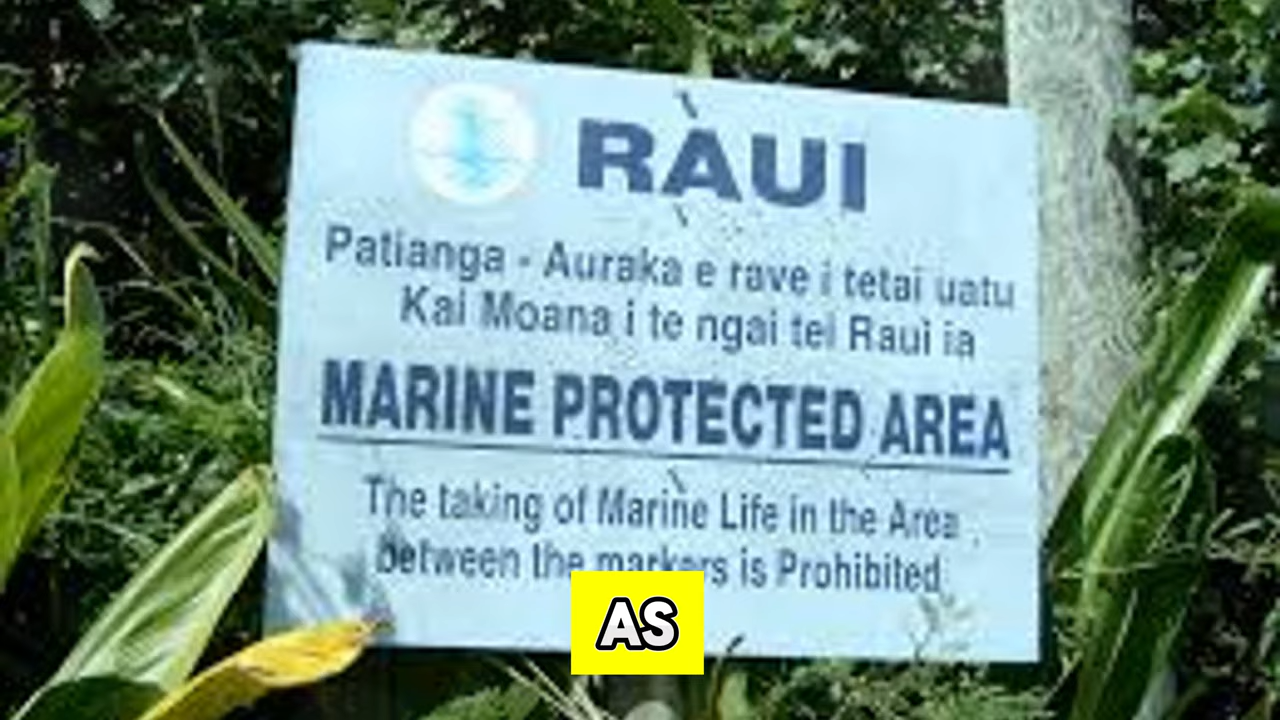 RAUI
Patianga - Auraka e rave i tetai uatu
Kai Moana i te ngai tei Raui ia
MARINE PROTECTED AREA
The taking of Marine Life in the Area
between the markers is Prohibited
AS